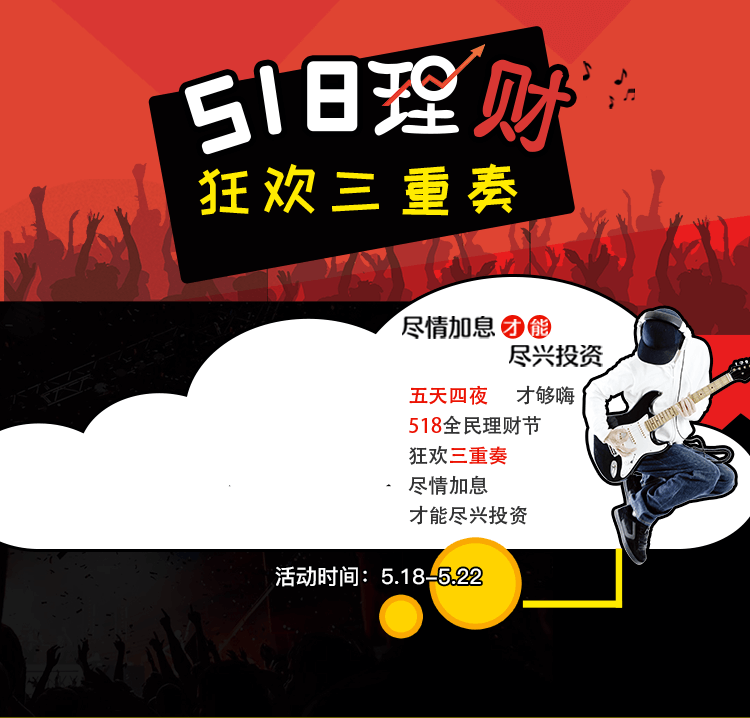 518理财
狂欢三重奏
尽情加息 才能
尽兴投资
五天四夜 才够嗨
518全民理财节
狂欢三重奏
尽情加息
才能尽兴投资
活动时间：5.18-5.22